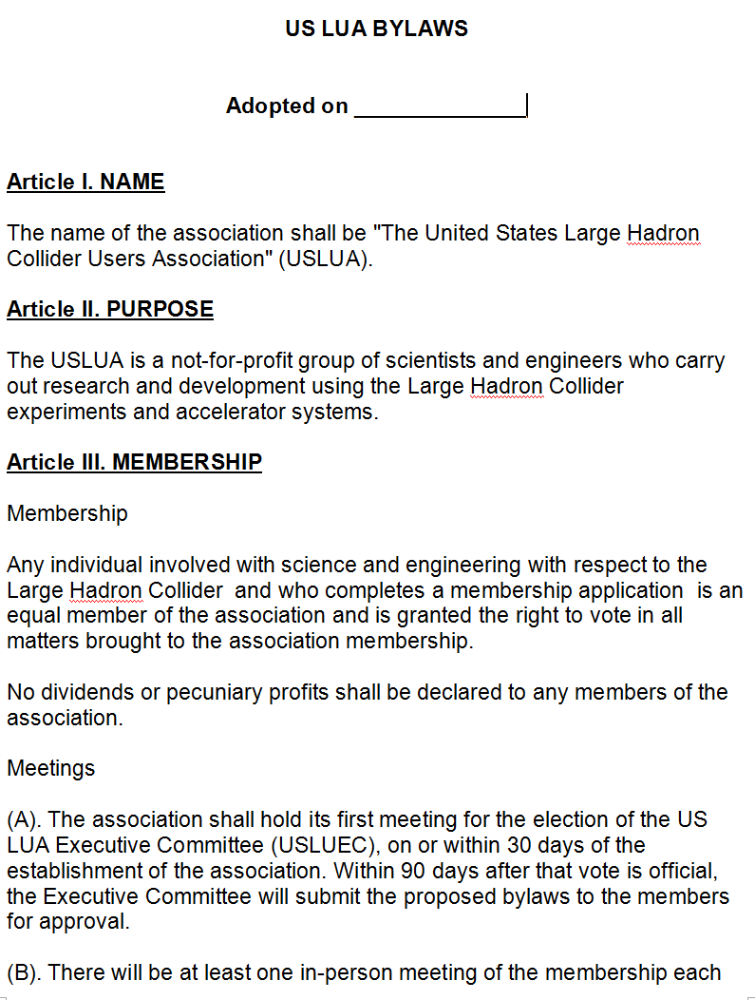 US LUA BYLAWS
Adopted on _______________
Article I. NAME
The name of the association shall be "The United States Large Hadron
Collider Users Association" (USLUA).
Article II. PURPOSE
The USLUA is a not-for-profit group of scientists and engineers who carry
out research and development using the Large Hadron Collider
experiments and accelerator systems.
Article III. MEMBERSHIP
Membership
Any individual involved with science and engineering with respect to the
Large Hadron Collider  and who completes a membership application  is an
equal member of the association and is granted the right to vote in all
matters brought to the association membership.
No dividends or pecuniary profits shall be declared to any members of the
association.
Meetings
(A). The association shall hold its first meeting for the election of the US
LUA Executive Committee (USLUEC), on or within 30 days of the
establishment of the association. Within 90 days after that vote is official,
the Executive Committee will submit the proposed bylaws to the members
for approval.
(B). There will be at least one in-person meeting of the membership each